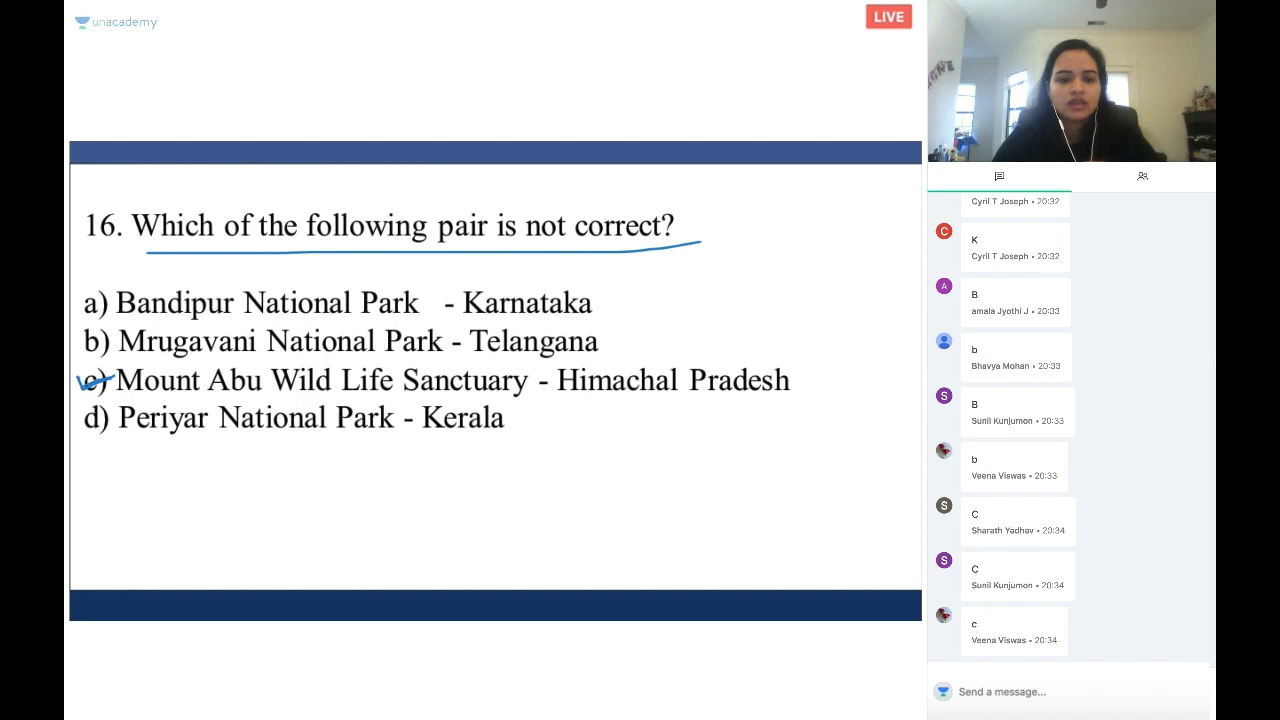 unacademy
LIVE
16. Which of the following pair is not correct?
a) Bandipur National Park - Karnataka
b) Mrugavani National Park - Telangana
c) Mount Abu Wild Life Sanctuary - Himachal Pradesh
d) Periyar National Park - Kerala
Cyril T Joseph • 20:32
C
K
Cyril T Joseph • 20:32
A
B
amala Jyothi J • 20:33
b
Bhavya Mohan • 20:33
S
B
Sunil Kunjumon • 20:33
b
Veena Viswas • 20:33
S
C
Sharath Yadhav • 20:34
S
C
Sunil Kunjumon • 20:34
c
Veena Viswas • 20:34
Send a message...